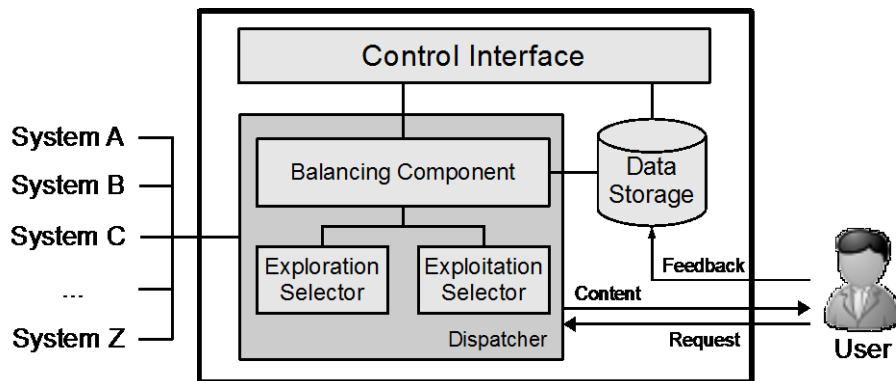 Control Interface
System A
System B
System C
...
System Z
Balancing Component
Data
Storage
Exploration
Selector
Exploitation
Selector
Dispatcher
Feedback
Content
Request
User